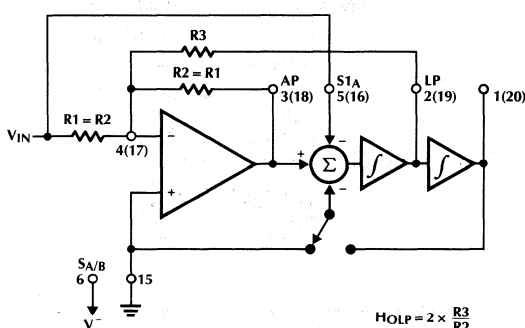 R3
R2 = R1
AP
3(18)
S1A
5(16)
LP
2(19)
1(20)
VIN
R1 = R2
4(17)
−
+
+
−
Σ
−
∫
∫
SA/B
6
15
V−
HOLP = 2 × R3
R2